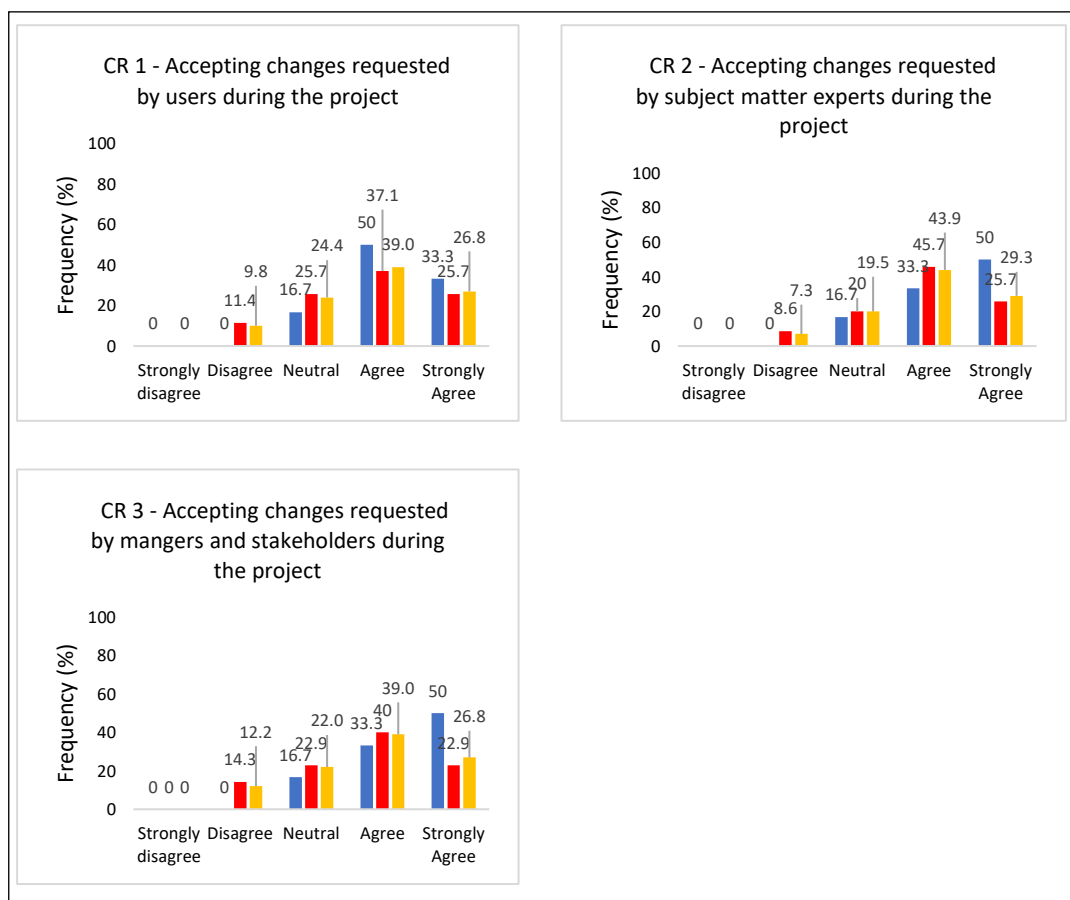 CR 1 - Accepting changes requested
by users during the project
100
80
60
40
20
0
Frequency (%)
0 0
0 11.4 9.8
16.7 25.7 24.4
50 37.1 39.0
33.3 25.7 26.8
Strongly disagree
Disagree
Neutral
Agree
Strongly Agree
CR 2 - Accepting changes requested
by subject matter experts during the
project
100
80
60
40
20
0
Frequency (%)
0 0
0 8.6 7.3
16.7 20 19.5
33.3 45.7 43.9
50 25.7 29.3
Strongly disagree
Disagree
Neutral
Agree
Strongly Agree
CR 3 - Accepting changes requested
by mangers and stakeholders during
the project
100
80
60
40
20
0
Frequency (%)
0 0 0
0 14.3 12.2
16.7 22.9 22.0
33.3 40 39.0
50 22.9 26.8
Strongly disagree
Disagree
Neutral
Agree
Strongly Agree